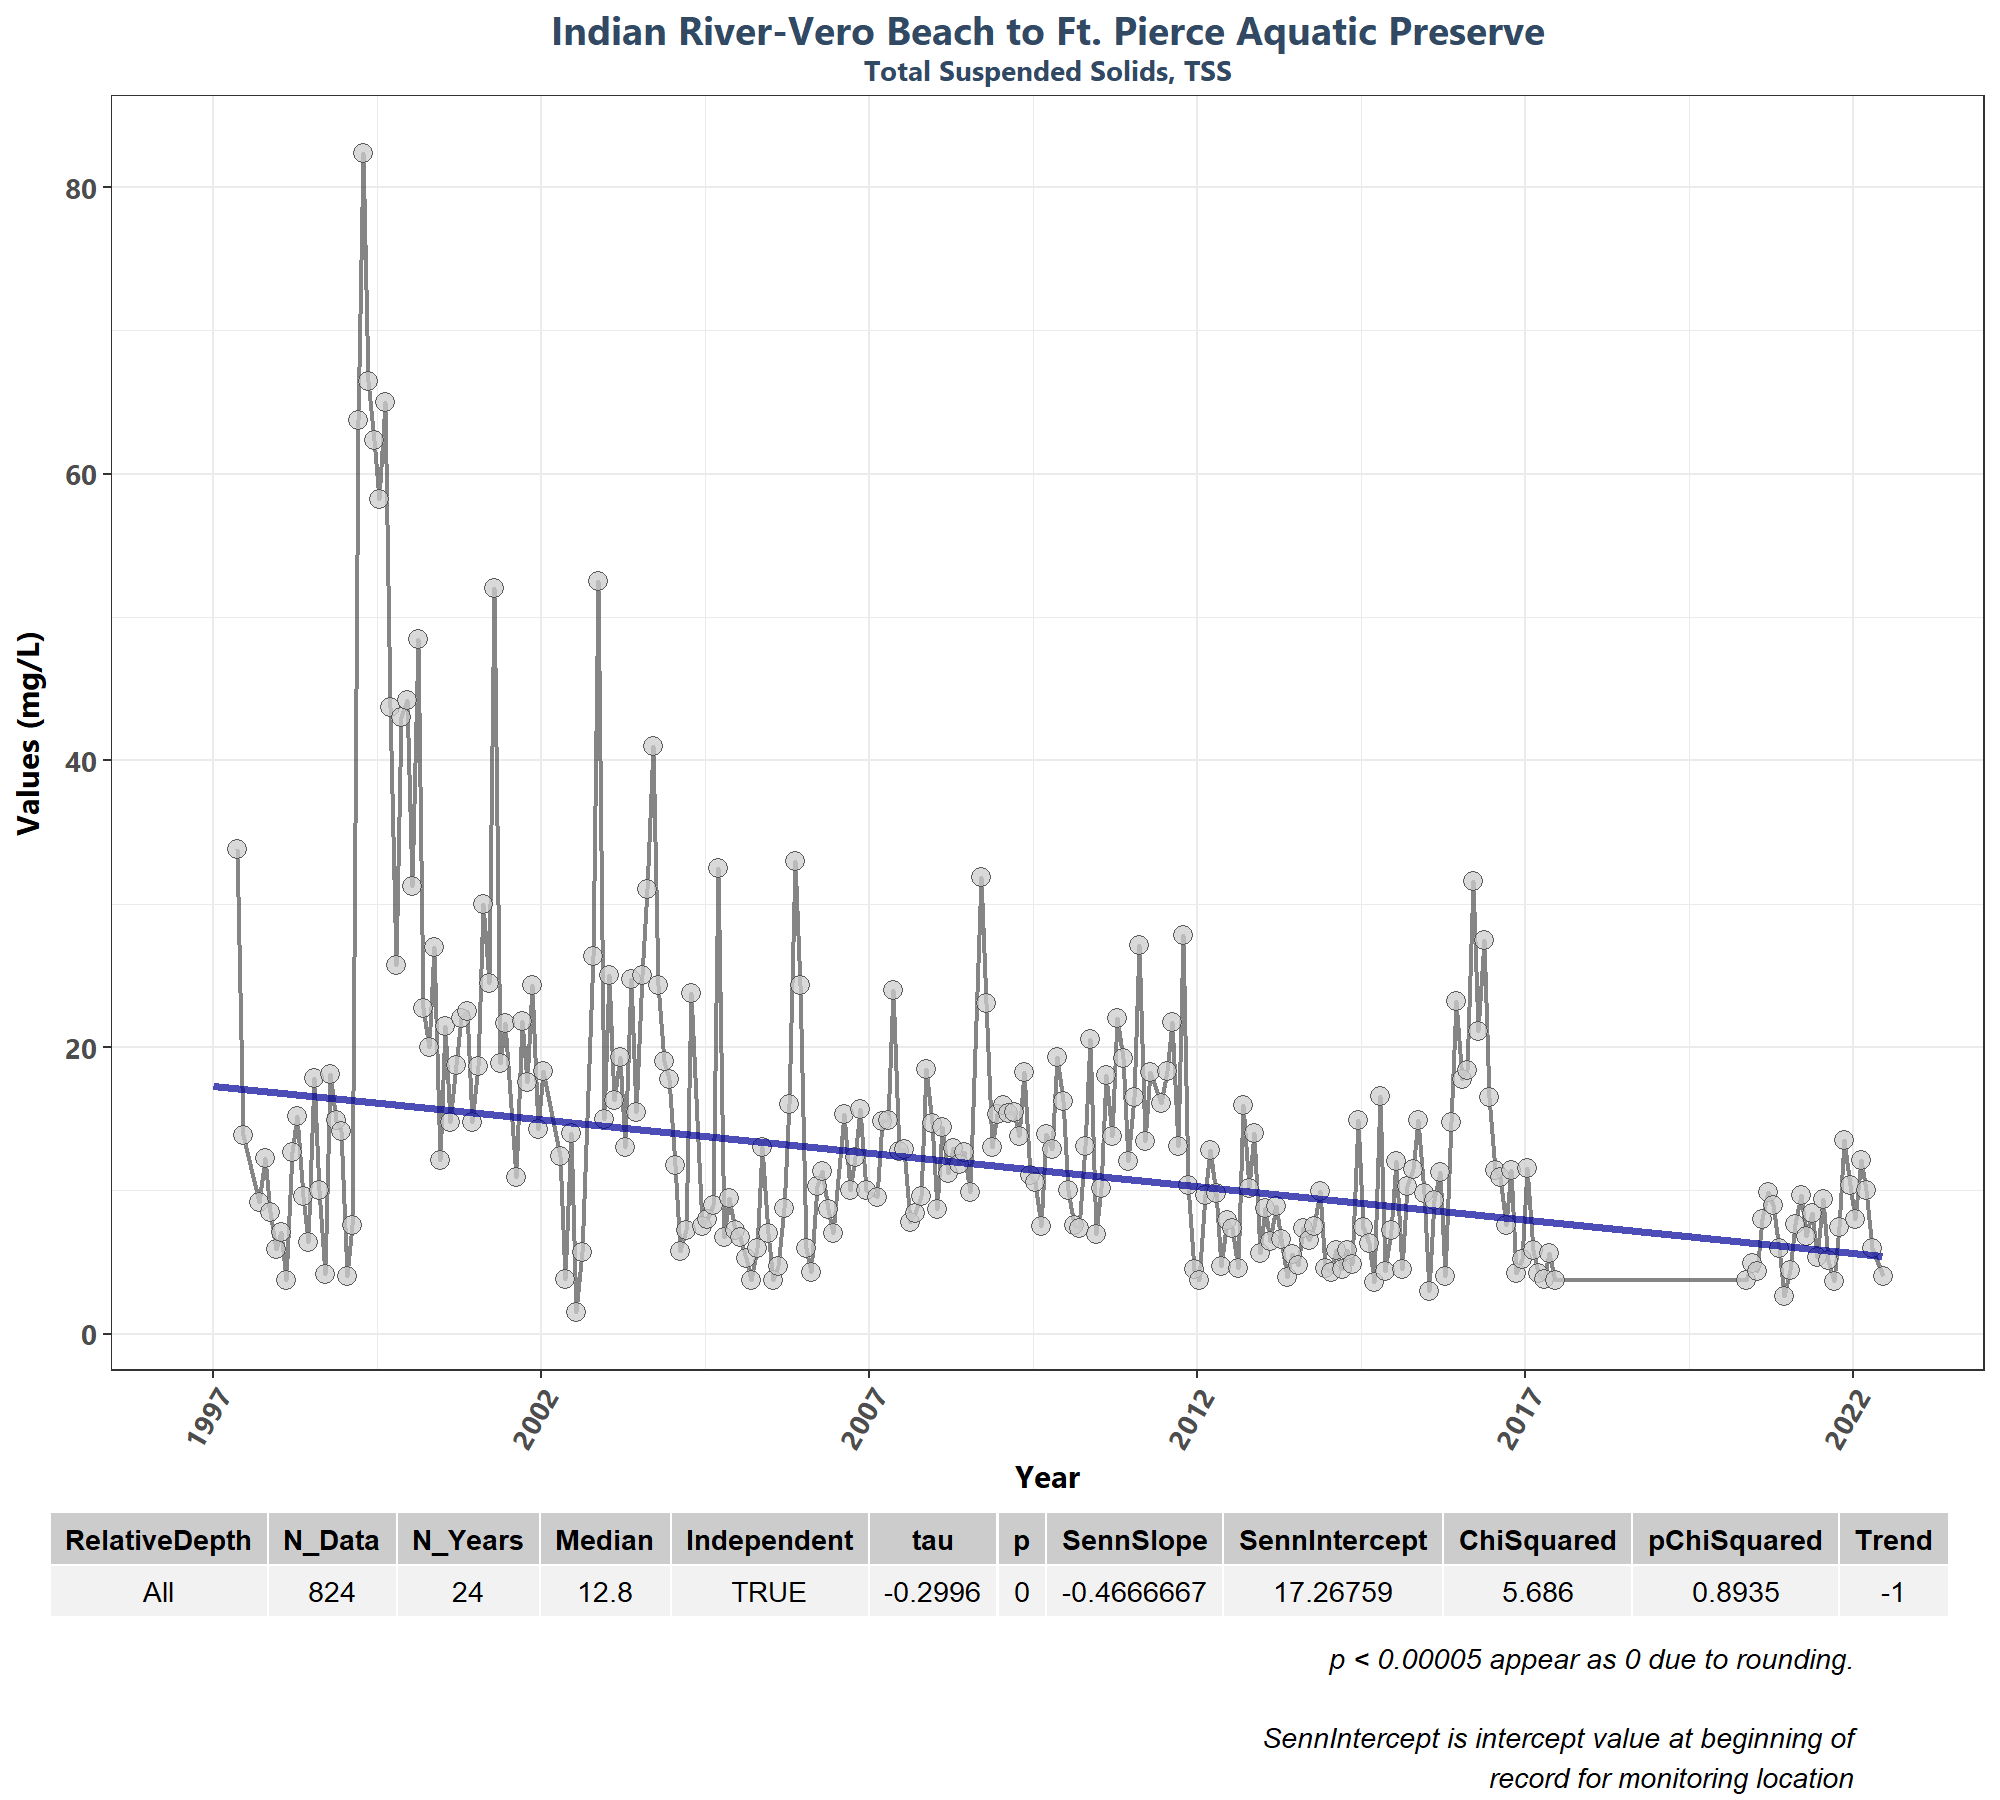 Indian River-Vero Beach to Ft. Pierce Aquatic Preserve
Total Suspended Solids, TSS
Values (mg/L)
80
60
40
20
0
1997
2002
2007
2012
2017
2022
Year
RelativeDepth N_Data N_Years Median Independent tau p SennSlope SennIntercept ChiSquared pChiSquared Trend
All 824 24 12.8 TRUE -0.2996 0 -0.4666667 17.26759 5.686 0.8935 -1
p < 0.00005 appear as 0 due to rounding.
SennIntercept is intercept value at beginning of
record for monitoring location